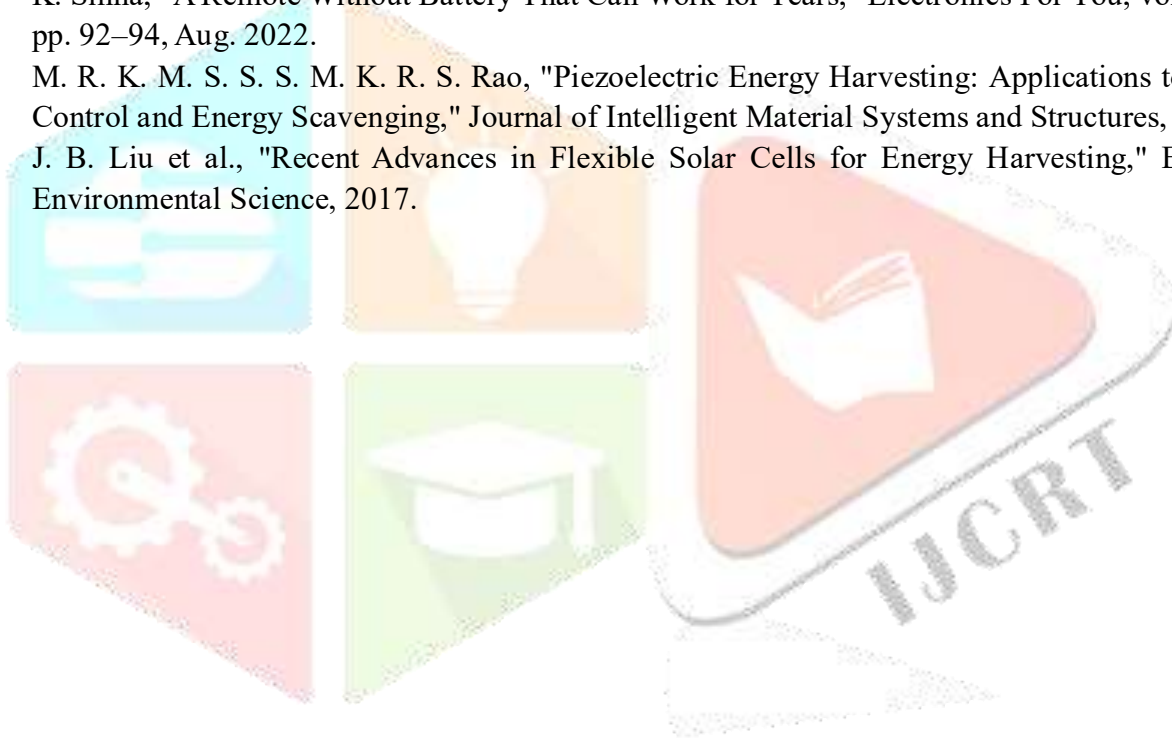 pp. 92–94, Aug. 2022.
M. R. K. M. S. S. S. M. K. R. S. Rao, "Piezoelectric Energy Harvesting: Applications
Control and Energy Scavenging," Journal of Intelligent Material Systems and Structures,
J. B. Liu et al., "Recent Advances in Flexible Solar Cells for Energy Harvesting,"
Environmental Science, 2017.
IJCRT